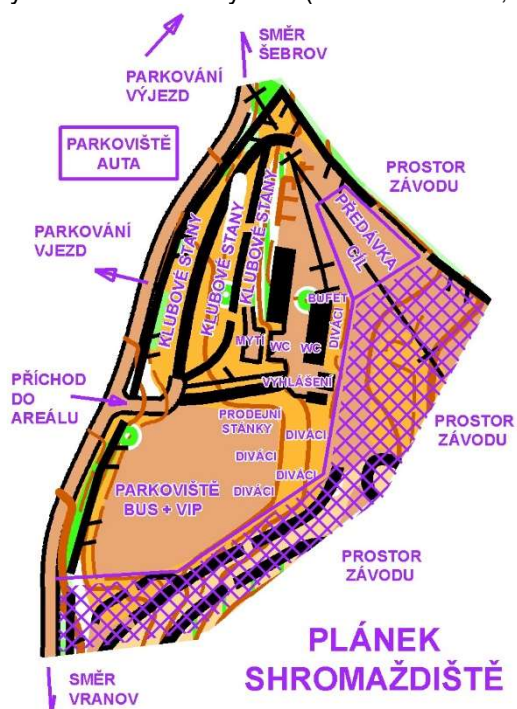 SMĚR
ŠEBROV
PARKOVÁNÍ
VÝJEZD
PARKOVIŠTĚ
AUTA
PROSTOR
ZÁVODU
PARKOVÁNÍ
VJEZD
KLUBOVÉ STANY
KLUBOVÉ STANY
KLUBOVÉ STANY
PŘEDÁVKA
CÍL
BUFET
DIVÁCI
MYTÍ
WC
WC
VYHLÁŠENÍ
PŘÍCHOD
DO
AREÁLU
PRODEJNÍ
STÁNKY
DIVÁCI
DIVÁCI
DIVÁCI
DIVÁCI
PARKOVIŠTĚ
BUS + VIP
PROSTOR
ZÁVODU
PROSTOR
ZÁVODU
PLÁNEK
SHROMAŽDIŠTĚ
SMĚR
VRANOV